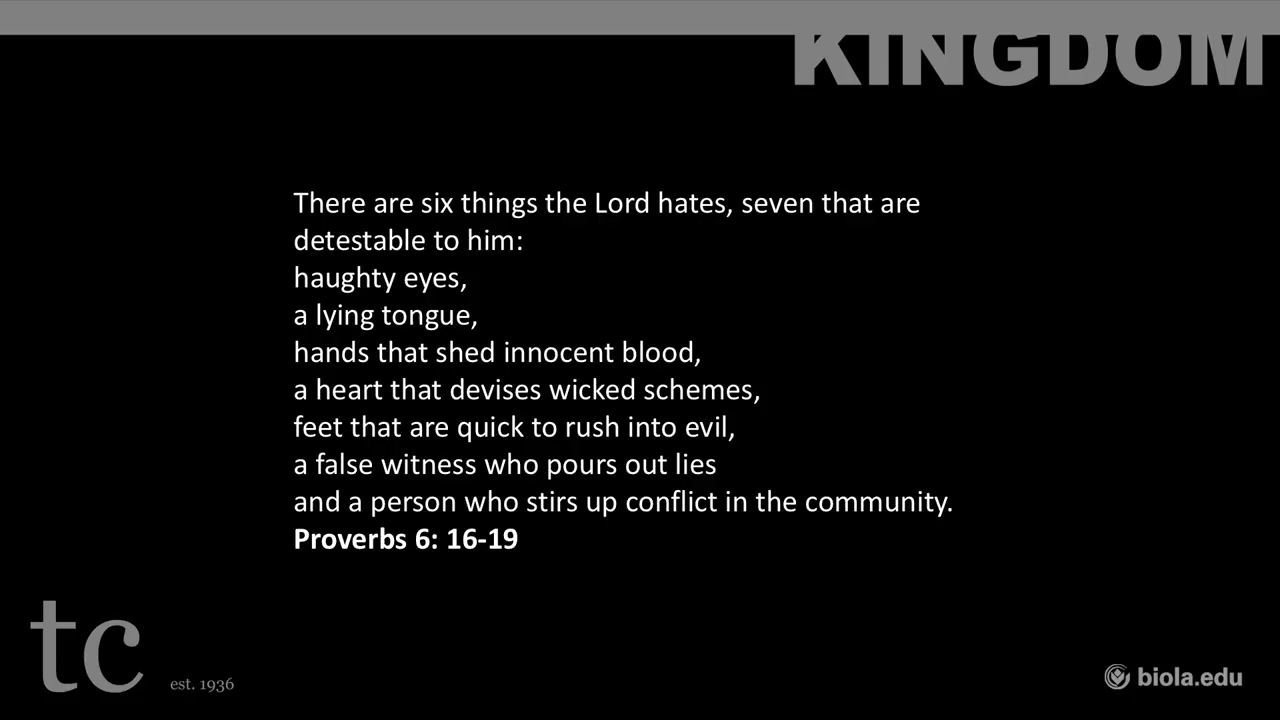 KINGDOM
There are six things the Lord hates, seven that are
detestable to him:
haughty eyes,
a lying tongue,
hands that shed innocent blood,
a heart that devises wicked schemes,
feet that are quick to rush into evil,
a false witness who pours out lies
and a person who stirs up conflict in the community.
Proverbs 6: 16-19
tc est. 1936
biola.edu